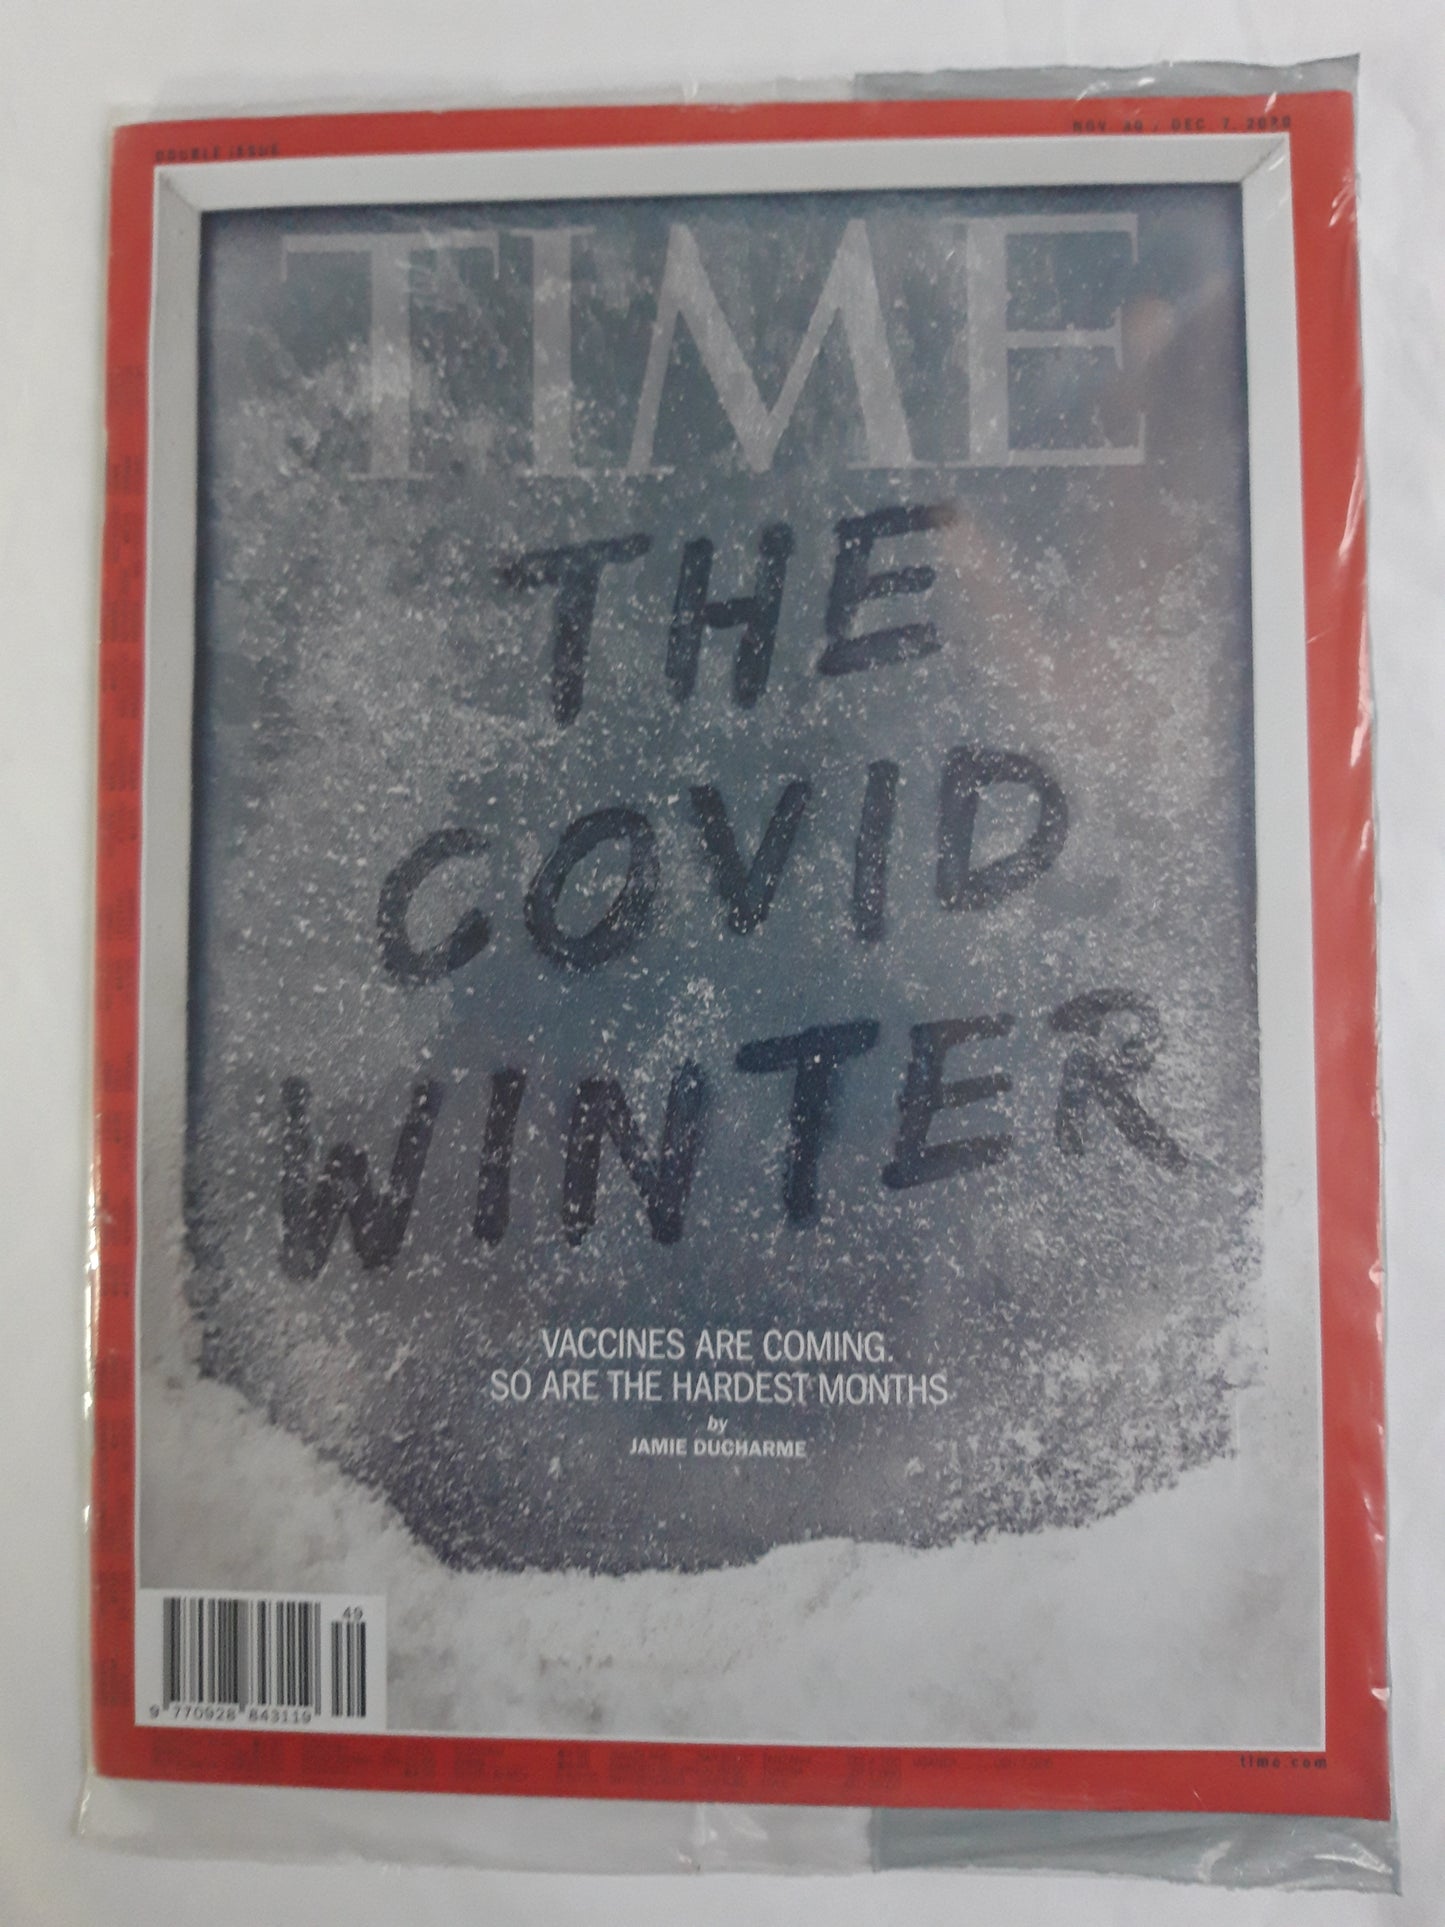 DOUBLE ISSUE
NOV. 30 / DEC. 7, 2020
TIME
THE
COVID
WINTER
VACCINES ARE COMING.
SO ARE THE HARDEST MONTHS
by
JAMIE DUCHARME
49
9 770928 843119
time.com